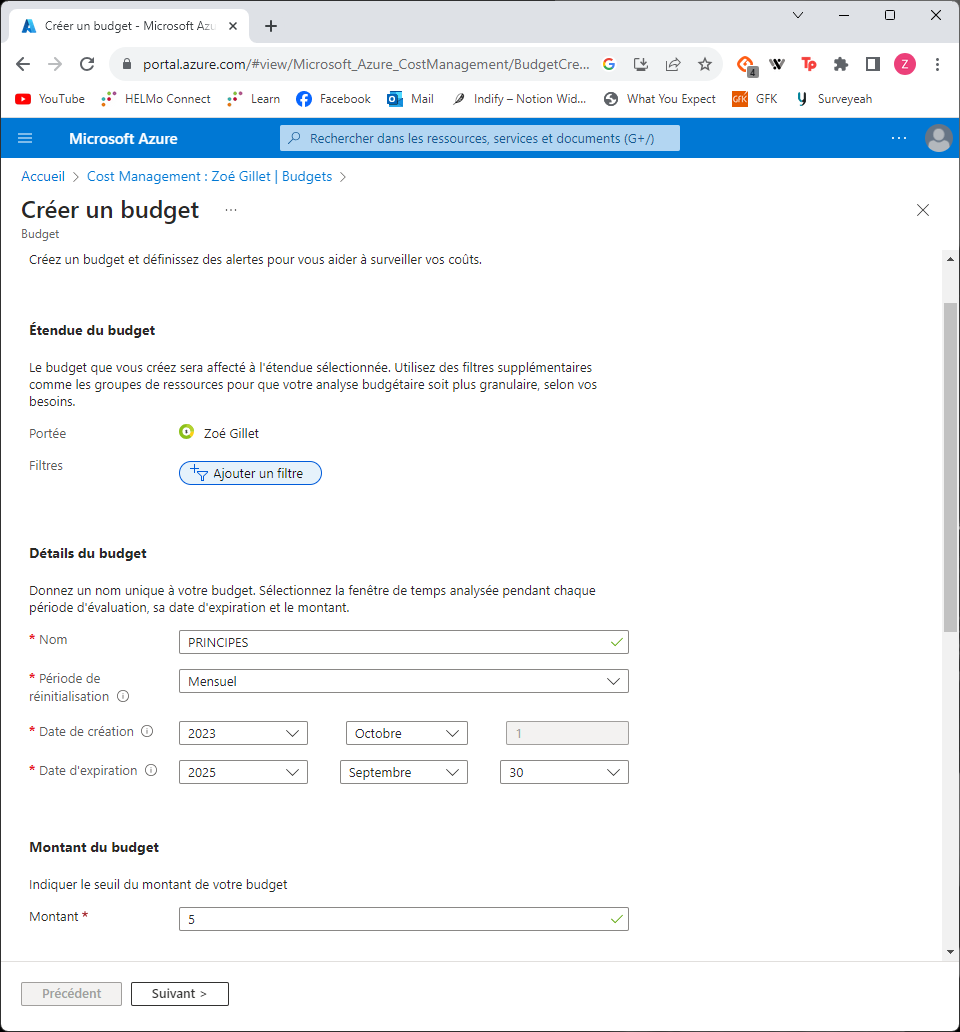 Créer un budget - Microsoft Azu
portal.azure.com/#view/Microsoft_Azure_CostManagement/BudgetCre...
4
W
Tp
Z
YouTube
HELMo Connect
Learn
Facebook
Mail
Indify – Notion Wid...
What You Expect
GFK
GFK
Surveyeah
Microsoft Azure
Rechercher dans les ressources, services et documents (G+/)
...
Accueil > Cost Management : Zoé Gillet | Budgets >
Créer un budget ...
Budget
Créez un budget et définissez des alertes pour vous aider à surveiller vos coûts.
Étendue du budget
Le budget que vous créez sera affecté à l'étendue sélectionnée. Utilisez des filtres supplémentaires
comme les groupes de ressources pour que votre analyse budgétaire soit plus granulaire, selon vos
besoins.
Portée Zoé Gillet
Filtres Ajouter un filtre
Détails du budget
Donnez un nom unique à votre budget. Sélectionnez la fenêtre de temps analysée pendant chaque
période d'évaluation, sa date d'expiration et le montant.
* Nom PRINCIPES
* Période de
réinitialisation Mensuel
* Date de création 2023 Octobre 1
* Date d'expiration 2025 Septembre 30
Montant du budget
Indiquer le seuil du montant de votre budget
Montant * 5
Précédent Suivant >